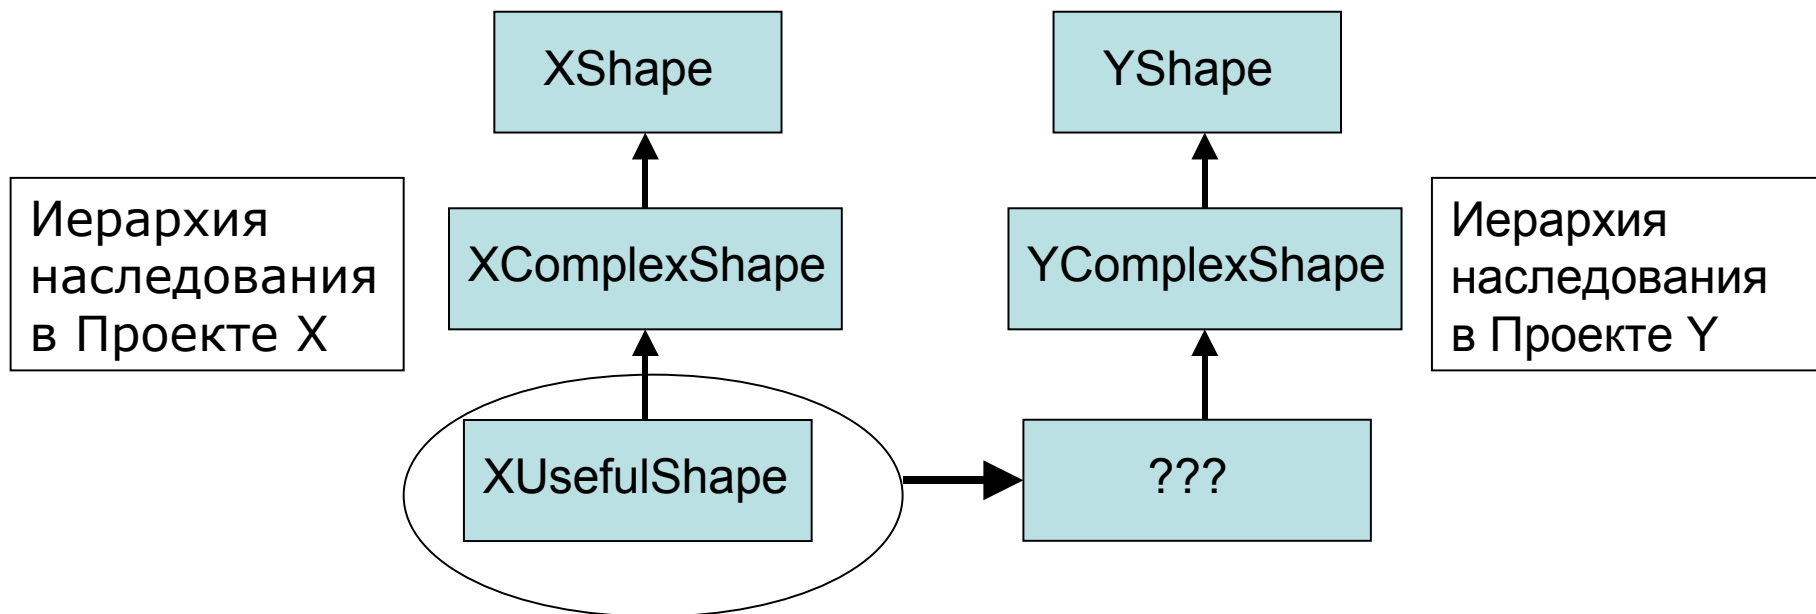 XShape
YShape
Иерархия
наследования
в Проекте X
XComplexShape
YComplexShape
Иерархия
наследования
в Проекте Y
XUsefulShape
???